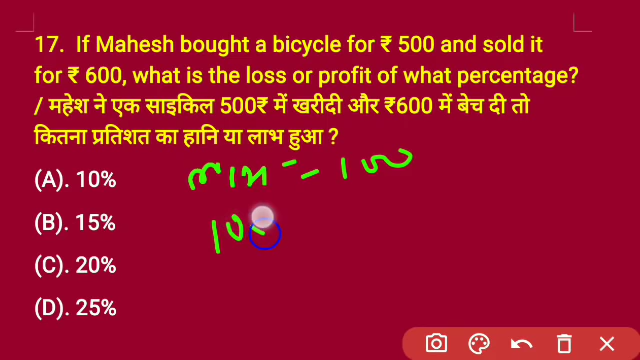 17. If Mahesh bought a bicycle for ₹ 500 and sold it
for ₹ 600, what is the loss or profit of what percentage?
/ महेश ने एक साइकिल 500₹ में खरीदी और ₹600 में बेच दी तो
कितना प्रतिशत का हानि या लाभ हुआ ?
(A). 10%
लाभ = 100
(B). 15%
10
(C). 20%
(D). 25%